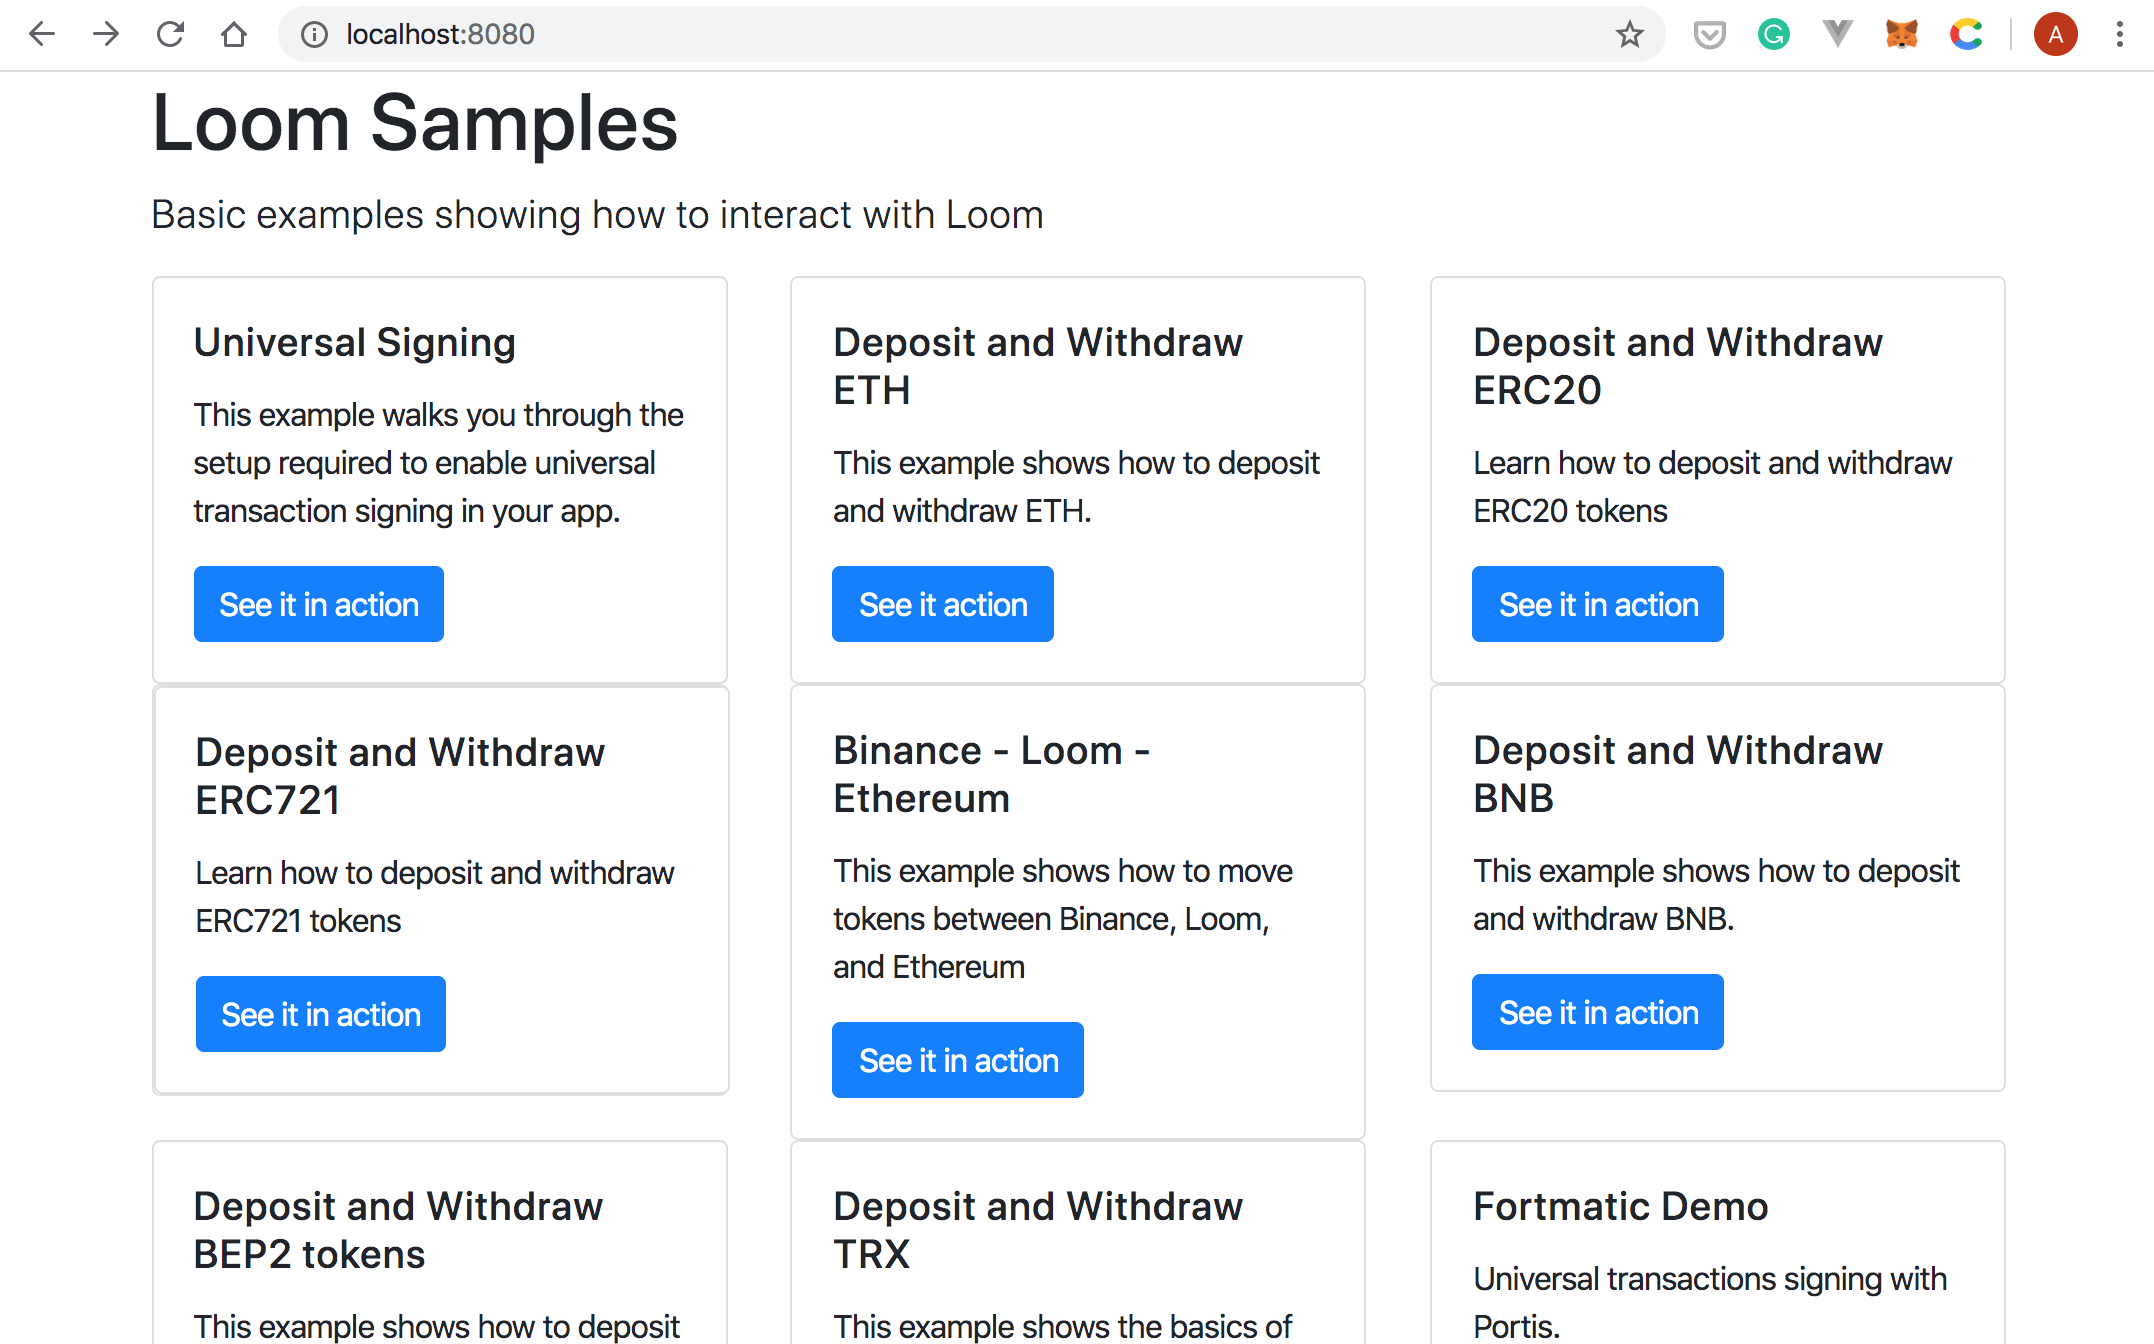 localhost:8080
A
Loom Samples
Basic examples showing how to interact with Loom
Universal Signing
This example walks you through the
setup required to enable universal
transaction signing in your app.
See it in action
Deposit and Withdraw
ETH
This example shows how to deposit
and withdraw ETH.
See it action
Deposit and Withdraw
ERC20
Learn how to deposit and withdraw
ERC20 tokens
See it in action
Deposit and Withdraw
ERC721
Learn how to deposit and withdraw
ERC721 tokens
See it in action
Binance - Loom -
Ethereum
This example shows how to move
tokens between Binance, Loom,
and Ethereum
See it in action
Deposit and Withdraw
BNB
This example shows how to deposit
and withdraw BNB.
See it in action
Deposit and Withdraw
BEP2 tokens
This example shows how to deposit
Deposit and Withdraw
TRX
This example shows the basics of
Fortmatic Demo
Universal transactions signing with
Portis.